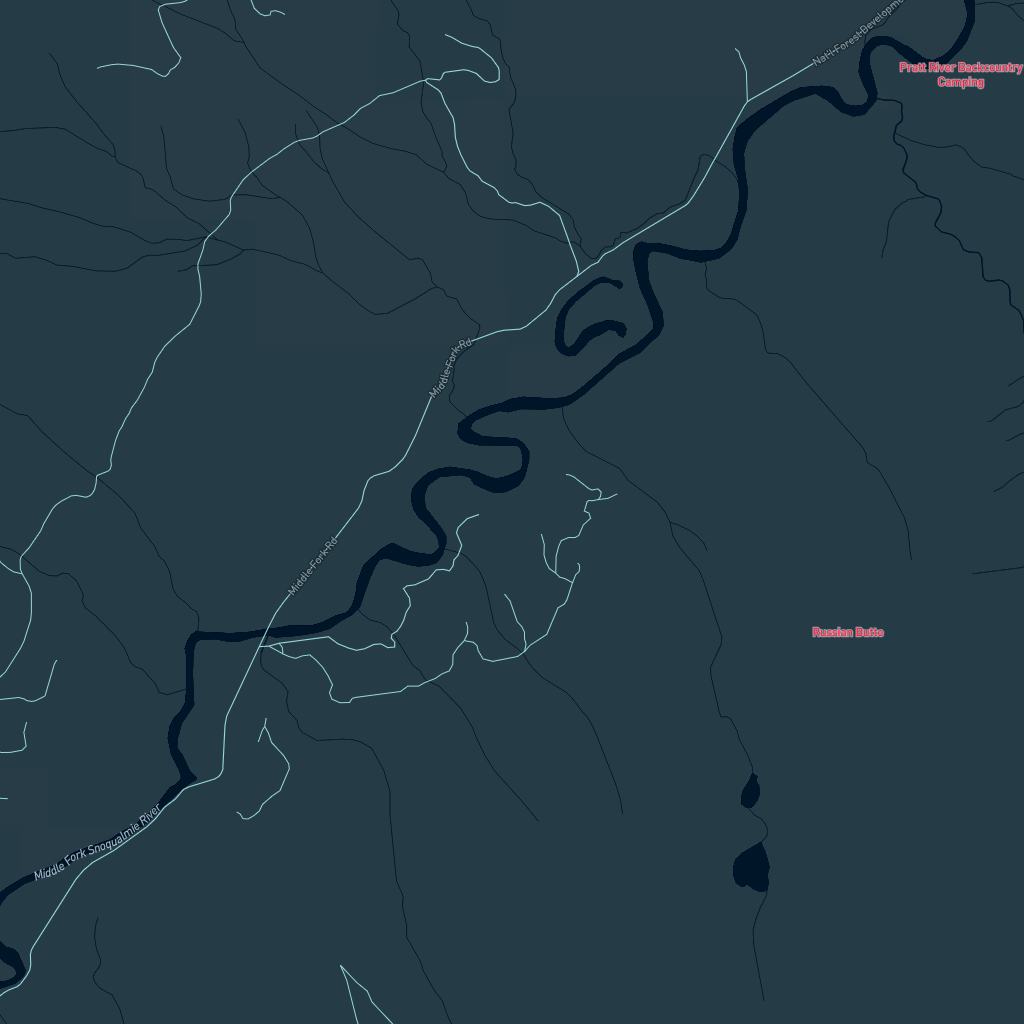 Nat'l Forest Developme
Pratt River Backcountry
Camping
Middle Fork Rd
Middle Fork Rd
Russian Butte
Middle Fork Snoqualmie River